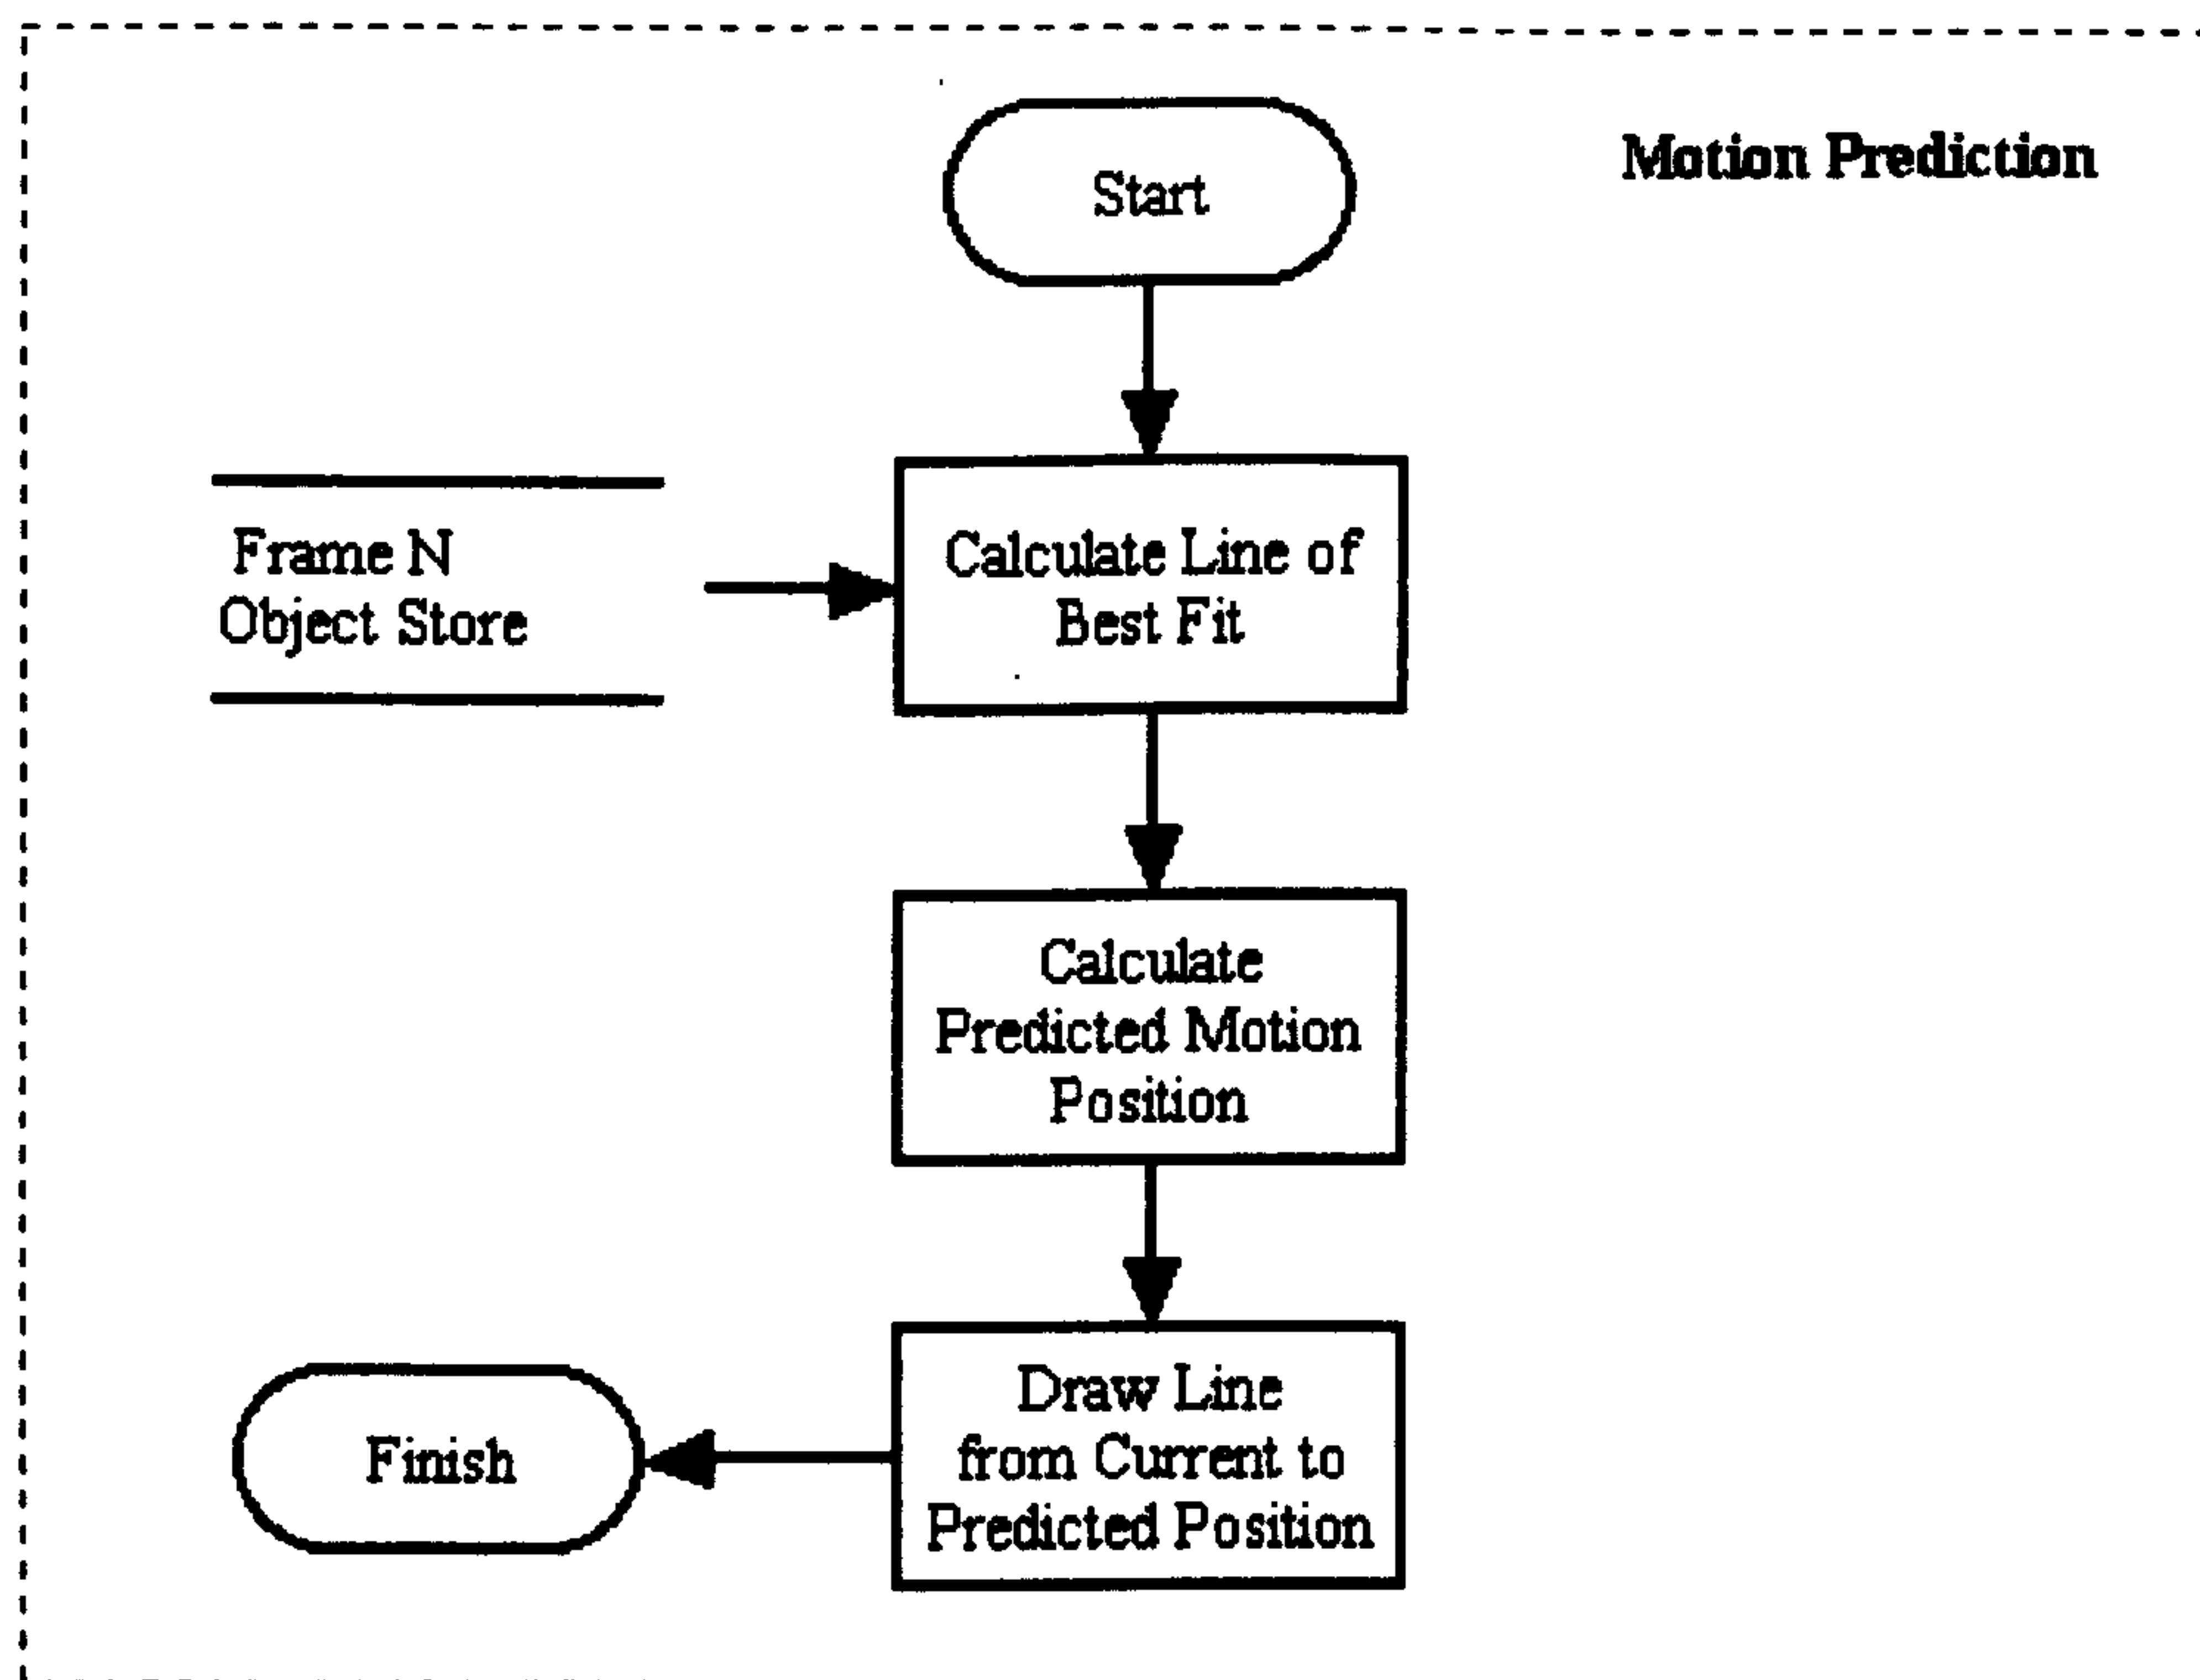 Motion Prediction
Start
Frame N
Object Store
Calculate Line of
Best Fit
Calculate
Predicted Motion
Position
Draw Line
from Current to
Predicted Position
Finish